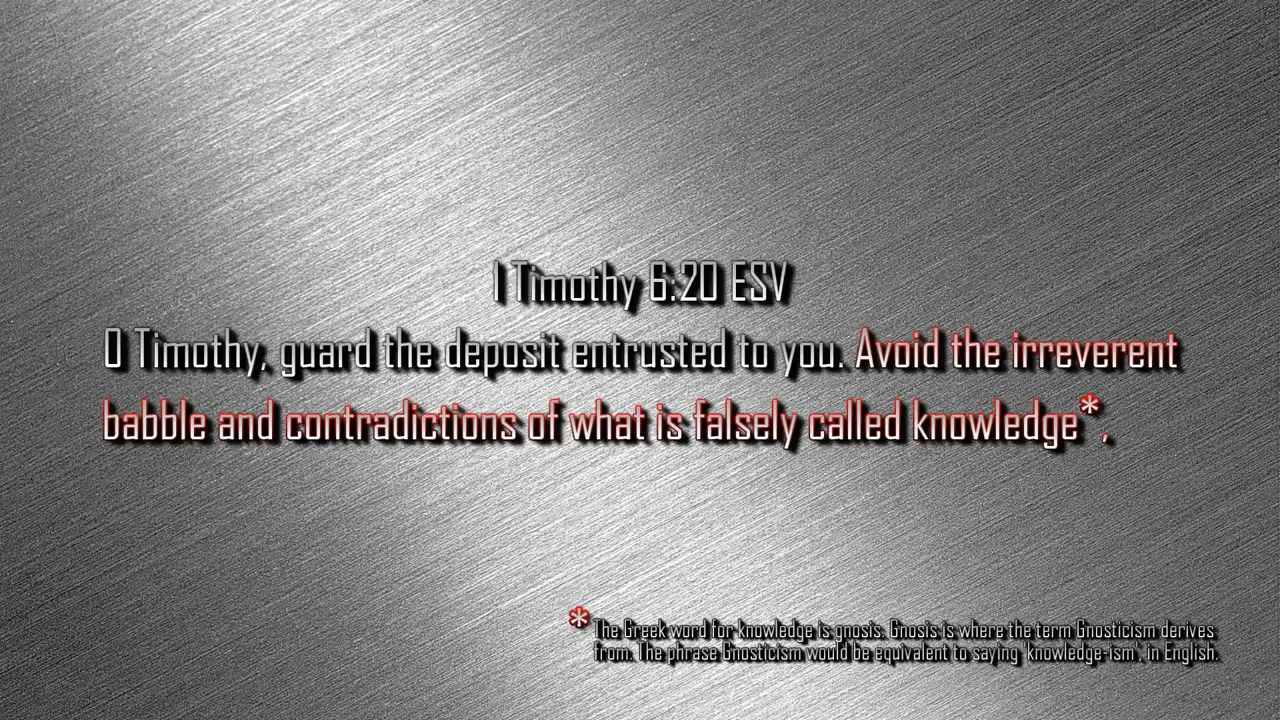 1 Timothy 6:20 ESV
O Timothy, guard the deposit entrusted to you. Avoid the irreverent
babble and contradictions of what is falsely called knowledge*,
*The Greek word for knowledge is gnosis. Gnosis is where the term Gnosticism derives
from. The phrase Gnosticism would be equivalent to saying 'knowledge-ism', in English.